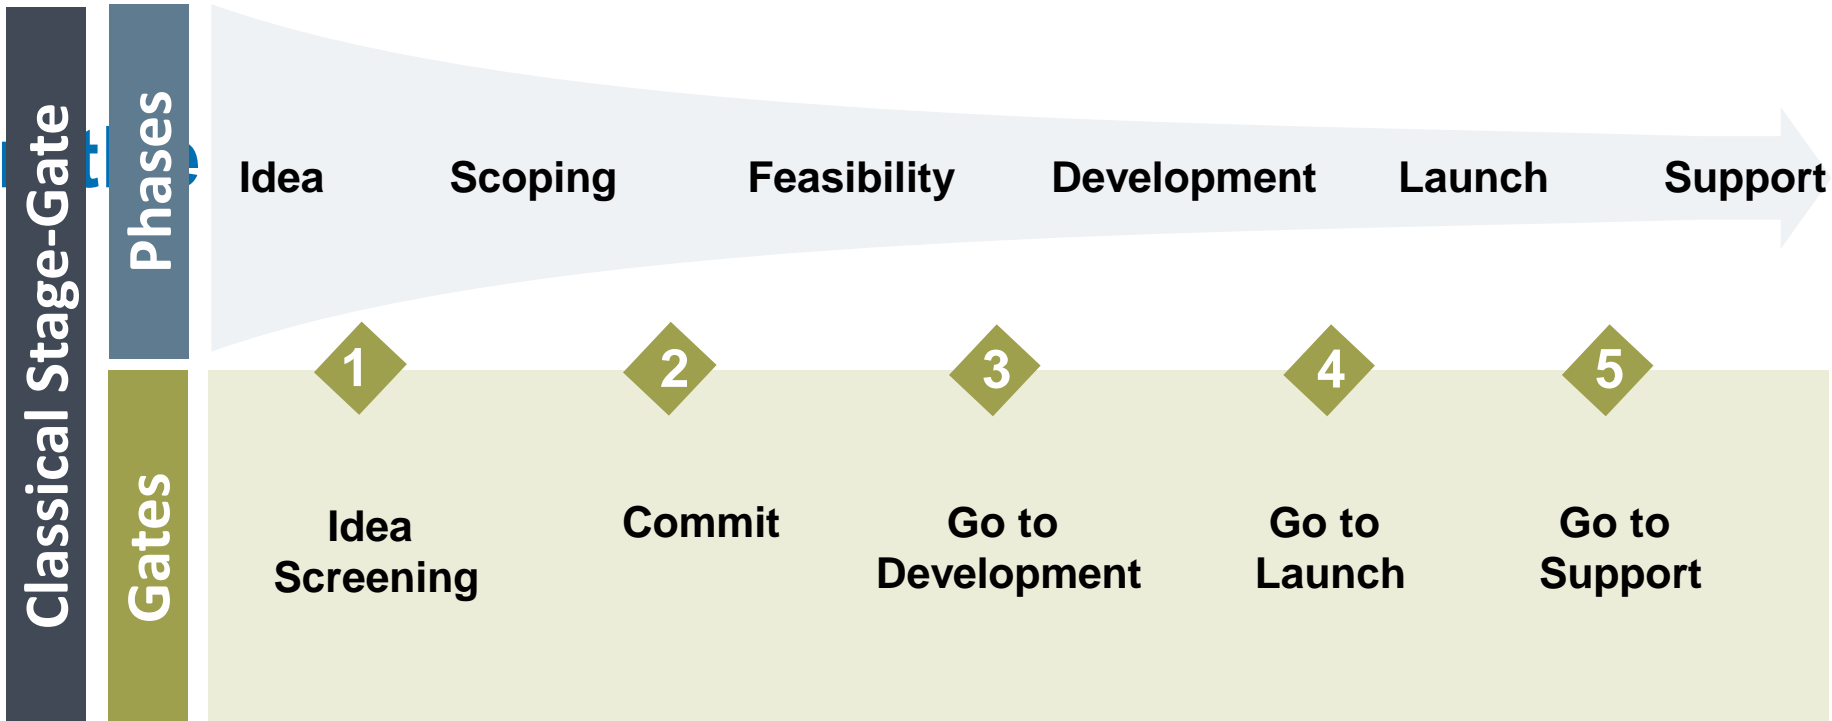 Classical Stage-Gate
Phases
Idea
Scoping
Feasibility
Development
Launch
Support
1
2
3
4
5
Gates
Idea
Screening
Commit
Go to
Development
Go to
Launch
Go to
Support